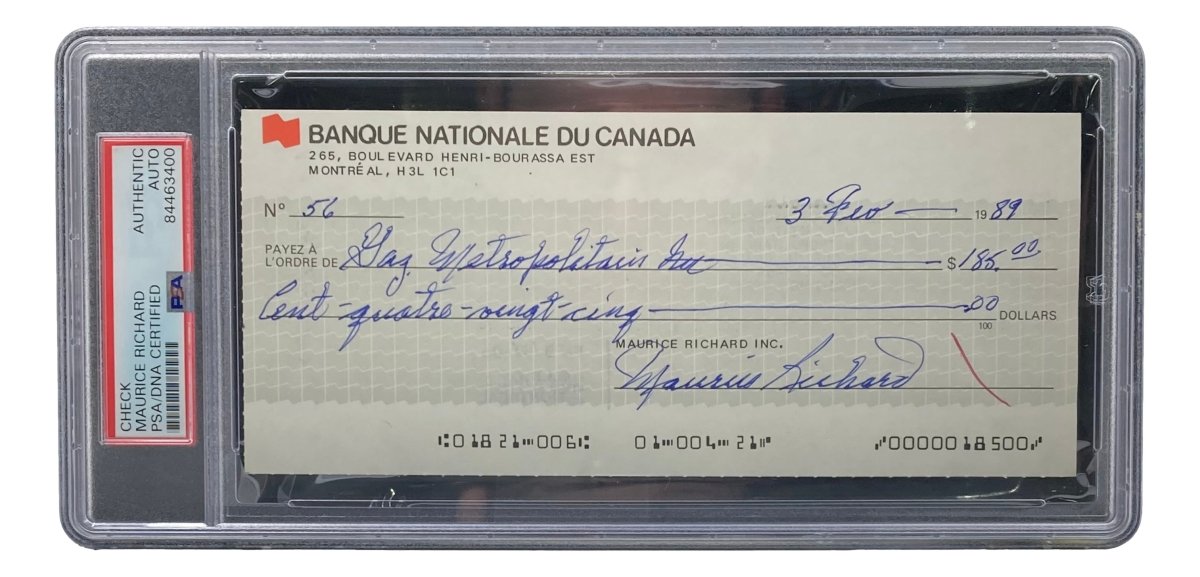 CHECK
MAURICE RICHARD
PSA/DNA CERTIFIED
AUTHENTIC
AUTO
84463400
PSA
BANQUE NATIONALE DU CANADA
265, BOULEVARD HENRI-BOURASSA EST
MONTRÉAL, H3L 1C1
Nº 56
3 Fev — 1989
PAYEZ À
L'ORDRE DE Gaz Metropolitain Inc — $ 185.00
Cent-quatre-vingt-cinq — 00/100 DOLLARS
MAURICE RICHARD INC.
Maurice Richard
⑆01821⑉006⑆ 01⑉004⑉21⑈ ⑇0000018500⑇